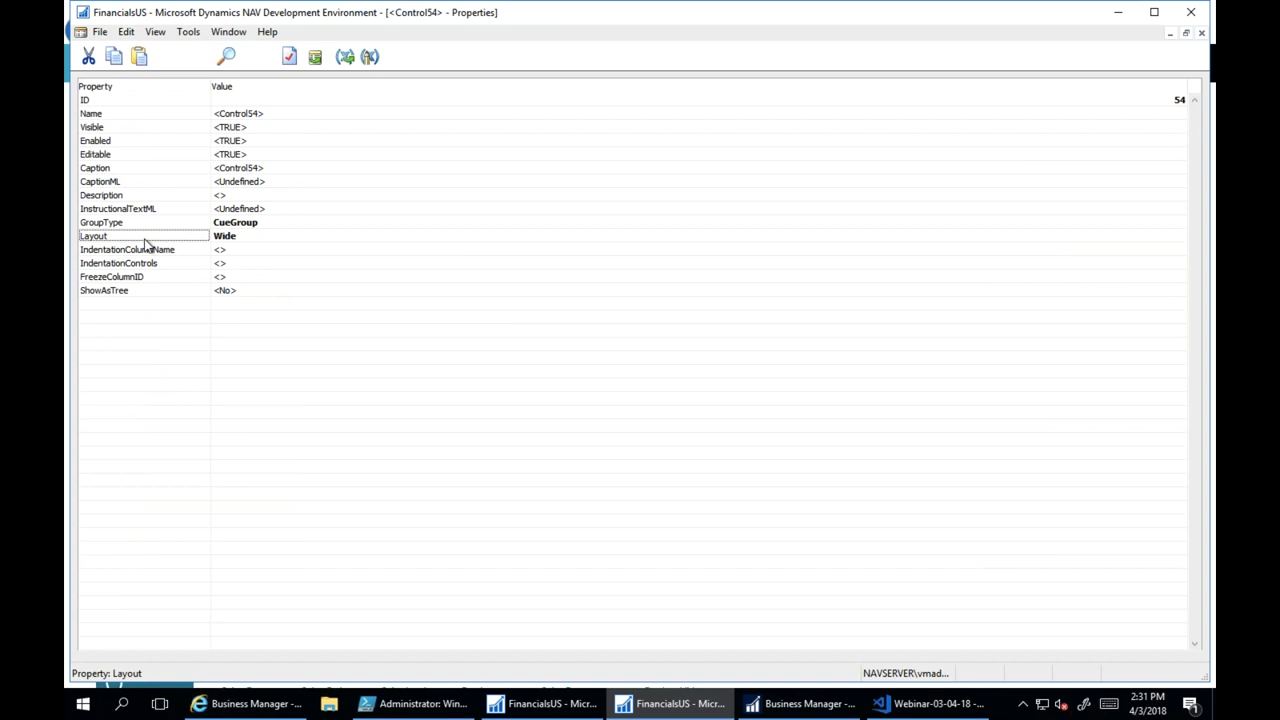 FinancialsUS - Microsoft Dynamics NAV Development Environment - [<Control54> - Properties]
File Edit View Tools Window Help
Property Value
ID 54
Name <Control54>
Visible <TRUE>
Enabled <TRUE>
Editable <TRUE>
Caption <Control54>
CaptionML <Undefined>
Description <>
InstructionalTextML <Undefined>
GroupType CueGroup
Layout Wide
IndentationColumnName <>
IndentationControls <>
FreezeColumnID <>
ShowAsTree <No>
Property: Layout NAVSERVER\vmad...
Business Manager -... Administrator: Win... FinancialsUS - Micr... FinancialsUS - Micr... Business Manager -... Webinar-03-04-18 -...
2:31 PM
4/3/2018